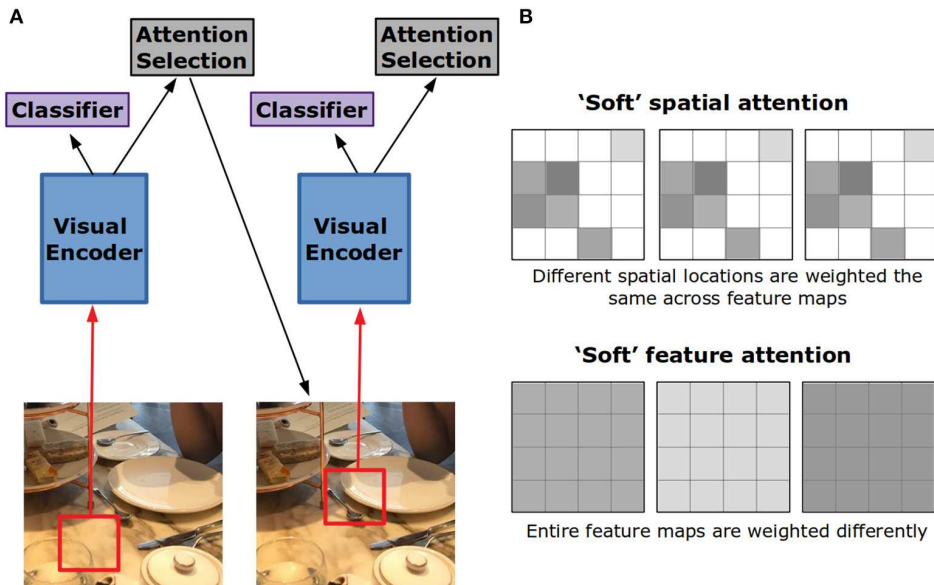 A
Attention
Selection
Classifier
Visual
Encoder
Attention
Selection
Classifier
Visual
Encoder
B
‘Soft’ spatial attention
Different spatial locations are weighted the
same across feature maps
‘Soft’ feature attention
Entire feature maps are weighted differently